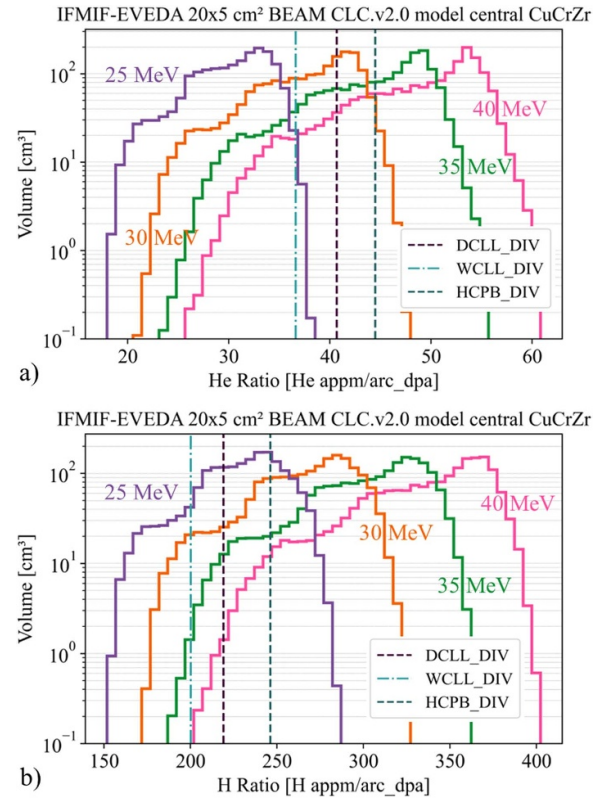 IFMIF-EVEDA 20x5 cm² BEAM CLC.v2.0 model central CuCrZr
10²
10¹
10⁰
10⁻¹
Volume [cm³]
25 MeV
40 MeV
35 MeV
30 MeV
DCLL_DIV
WCLL_DIV
HCPB_DIV
20 30 40 50 60
a) He Ratio [He appm/arc_dpa]
IFMIF-EVEDA 20x5 cm² BEAM CLC.v2.0 model central CuCrZr
10²
10¹
10⁰
10⁻¹
Volume [cm³]
25 MeV
40 MeV
30 MeV
35 MeV
DCLL_DIV
WCLL_DIV
HCPB_DIV
150 200 250 300 350 400
b) H Ratio [H appm/arc_dpa]